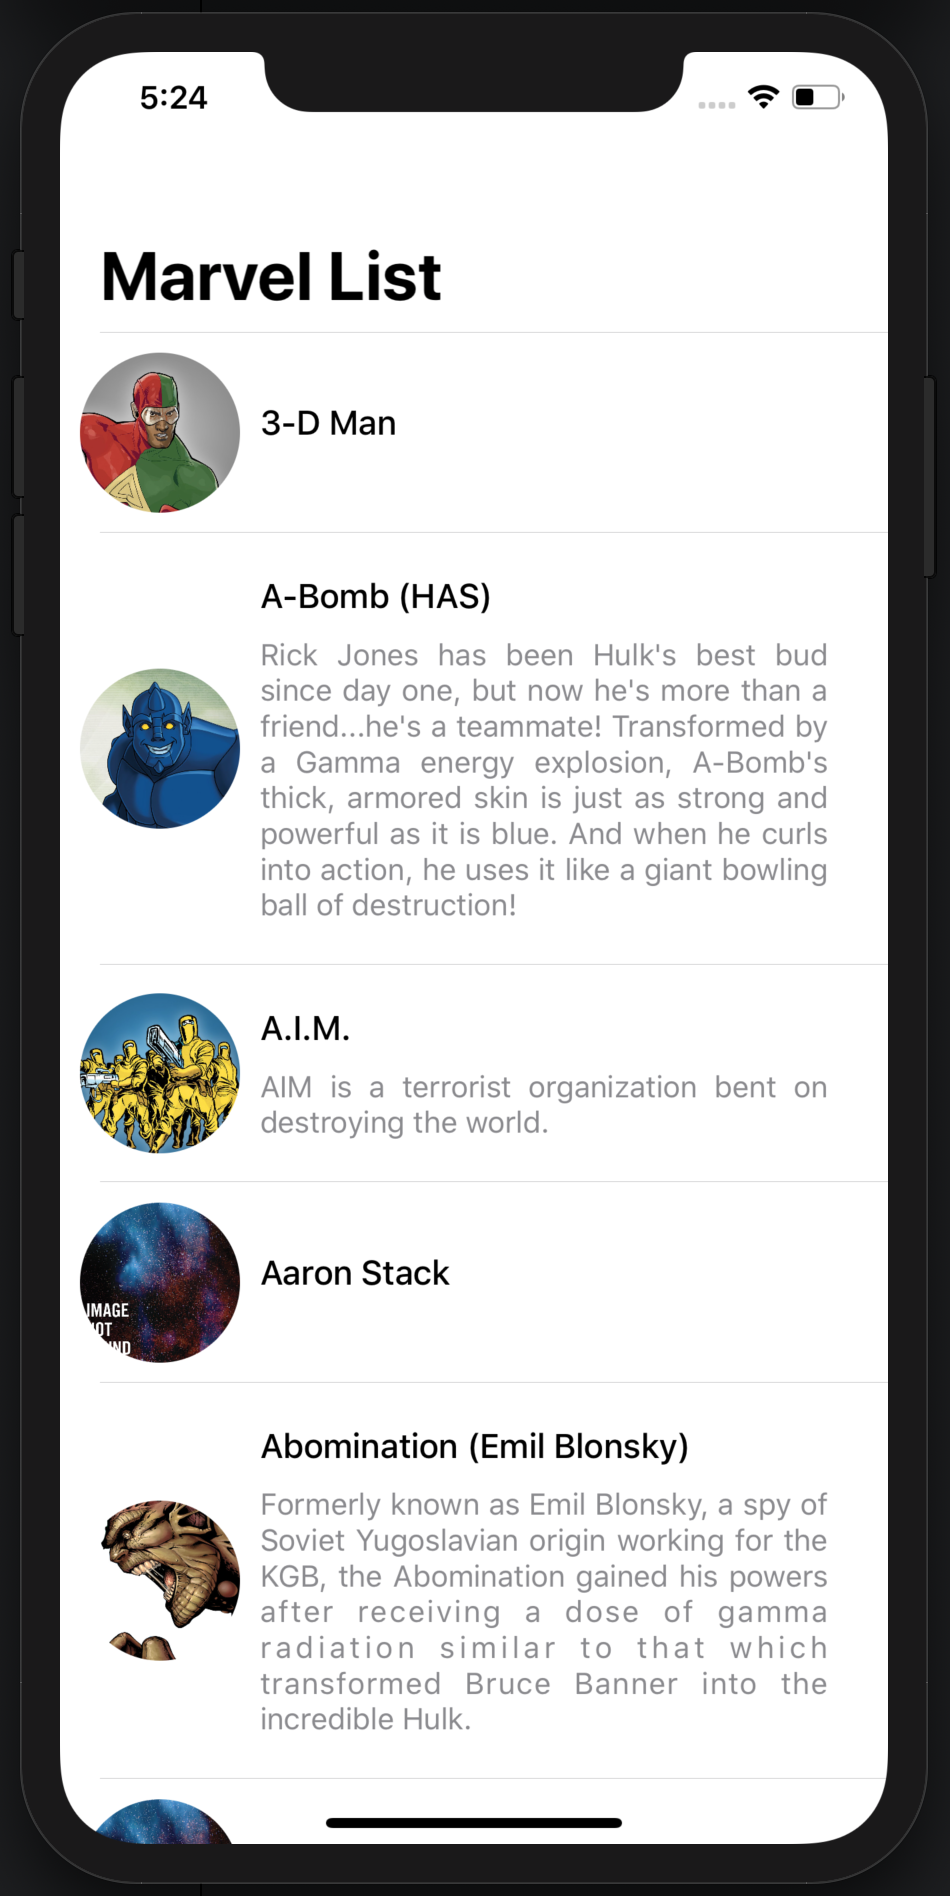 5:24
Marvel List
3-D Man
A-Bomb (HAS)
Rick Jones has been Hulk's best bud
since day one, but now he's more than a
friend...he's a teammate! Transformed by
a Gamma energy explosion, A-Bomb's
thick, armored skin is just as strong and
powerful as it is blue. And when he curls
into action, he uses it like a giant bowling
ball of destruction!
A.I.M.
AIM is a terrorist organization bent on
destroying the world.
Aaron Stack
IMAGE
Abomination (Emil Blonsky)
Formerly known as Emil Blonsky, a spy of
Soviet Yugoslavian origin working for the
KGB, the Abomination gained his powers
after receiving a dose of gamma
radiation similar to that which
transformed Bruce Banner into the
incredible Hulk.